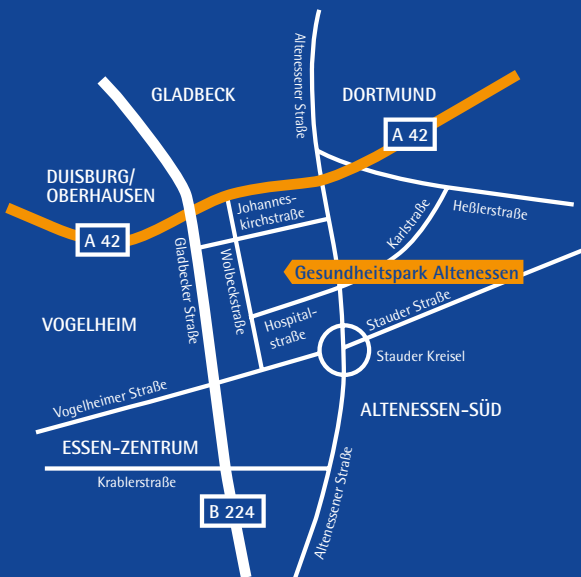 Altenessener Straße
GLADBECK
DORTMUND
A 42
DUISBURG/
OBERHAUSEN
Johannes-
kirchstraße
Heßlerstraße
Karlstraße
A 42
Gladbecker Straße
Wolbeckstraße
Gesundheitspark Altenessen
VOGELHEIM
Hospital-
straße
Stauder Straße
Stauder Kreisel
Vogelheimer Straße
ALTENESSEN-SÜD
ESSEN-ZENTRUM
Krablerstraße
Altenessener Straße
B 224